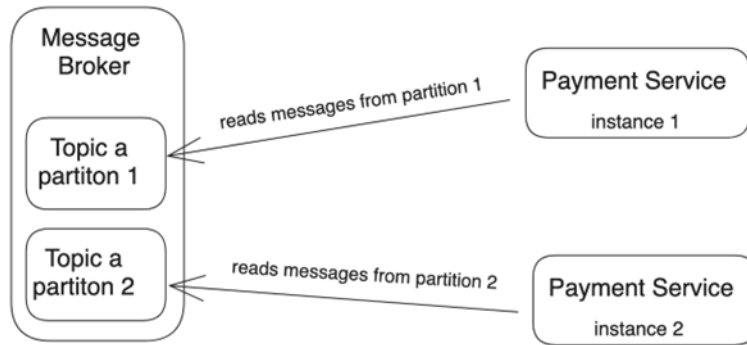 Message
Broker
Topic a
partiton 1
Topic a
partiton 2
reads messages from partition 1
reads messages from partition 2
Payment Service
instance 1
Payment Service
instance 2